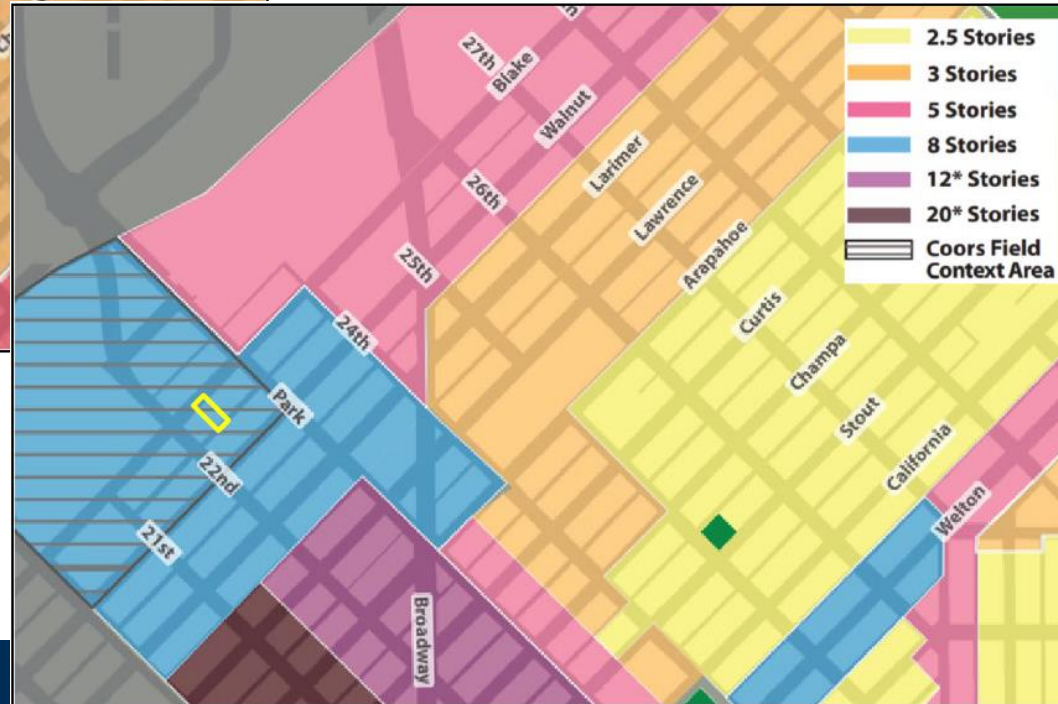 2.5 Stories
3 Stories
5 Stories
8 Stories
12* Stories
20* Stories
Coors Field
Context Area
27th
Blake
Walnut
Larimer
26th
Lawrence
Arapahoe
25th
Curtis
24th
Champa
Park
Stout
California
22nd
Welton
21st
Broadway